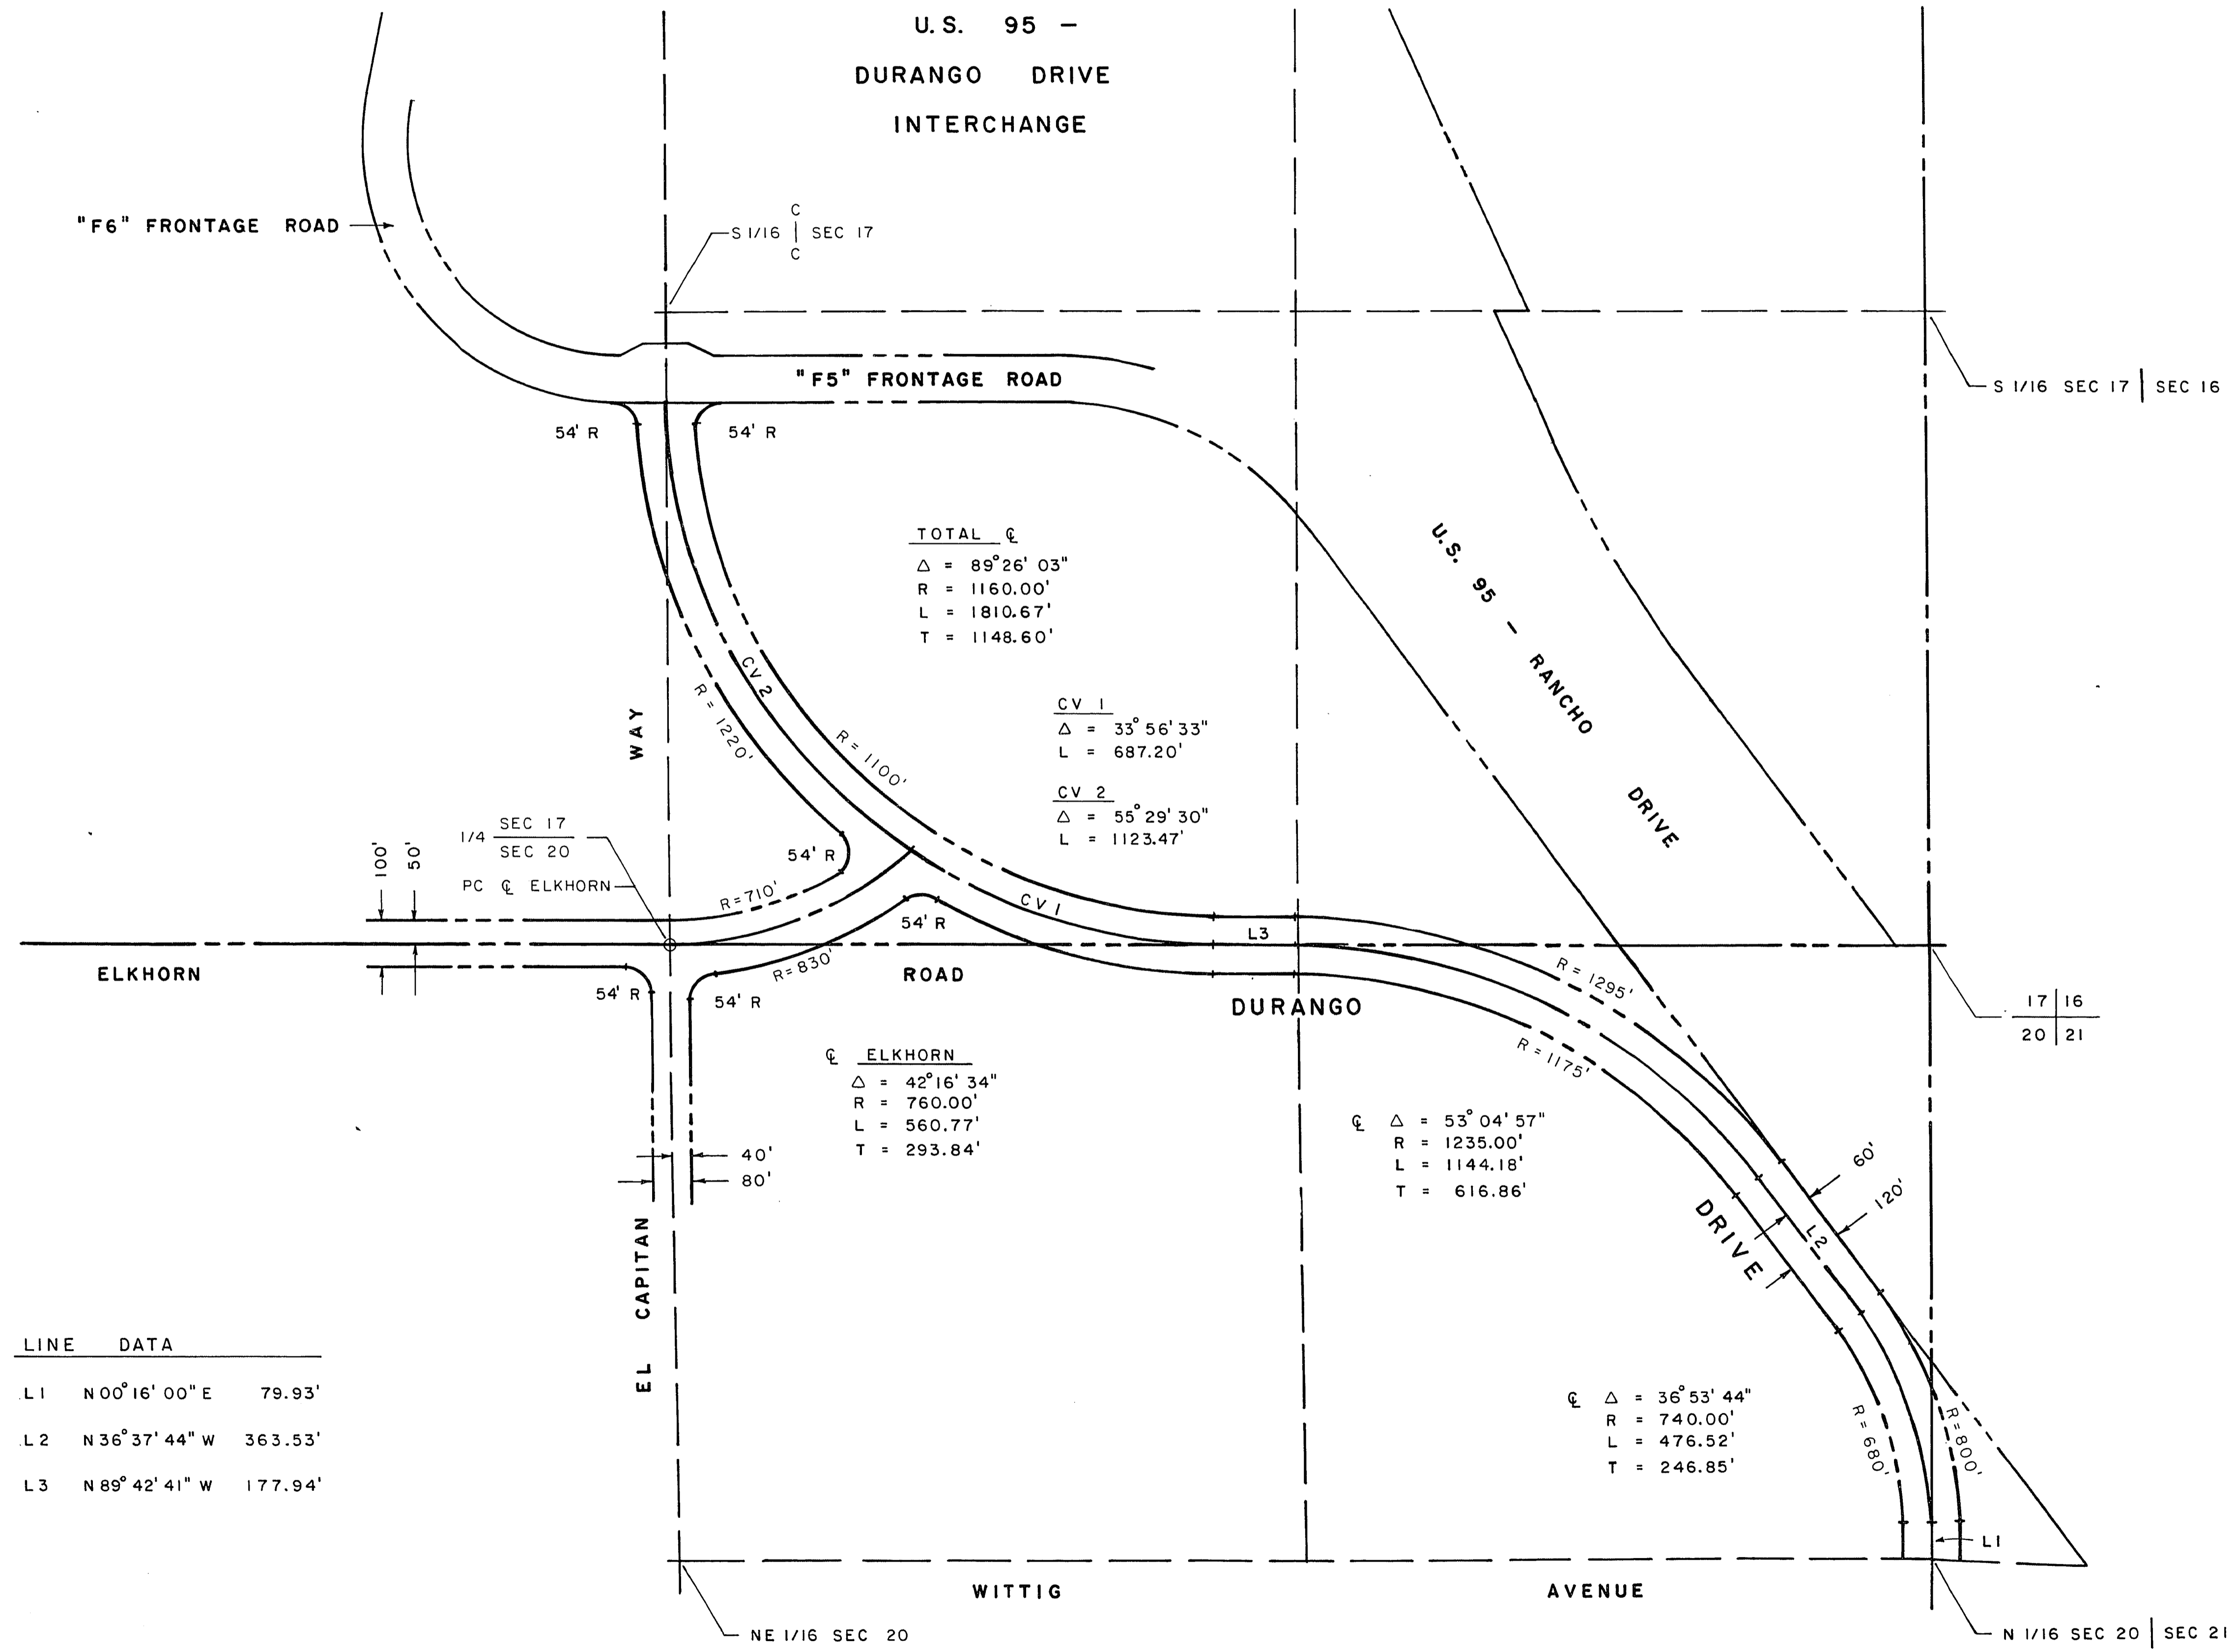 U.S. 95 –
DURANGO DRIVE
INTERCHANGE
"F6" FRONTAGE ROAD
C
S 1/16 | SEC 17
C
"F5" FRONTAGE ROAD
S 1/16 SEC 17 | SEC 16
54' R
54' R
TOTAL ℄
Δ = 89°26' 03"
R = 1160.00'
L = 1810.67'
T = 1148.60'
U.S. 95 – RANCHO DRIVE
CV 2
R = 1220'
R = 1100'
WAY
CV 1
Δ = 33°56'33"
L = 687.20'
CV 2
Δ = 55°29'30"
L = 1123.47'
SEC 17
1/4
SEC 20
PC ℄ ELKHORN
100'
50'
54' R
R=710'
CV 1
54' R
L3
ELKHORN
ROAD
R=830'
54' R
54' R
DURANGO
R = 1295'
R = 1175'
17 | 16
20 | 21
℄ ELKHORN
Δ = 42°16' 34"
R = 760.00'
L = 560.77'
T = 293.84'
40'
80'
℄ Δ = 53°04'57"
R = 1235.00'
L = 1144.18'
T = 616.86'
60'
120'
DRIVE
L2
EL CAPITAN
LINE DATA
L1 N00°16'00"E 79.93'
L2 N36°37'44"W 363.53'
L3 N89°42'41"W 177.94'
℄ Δ = 36°53'44"
R = 740.00'
L = 476.52'
T = 246.85'
R = 680'
R = 800'
L1
WITTIG
AVENUE
NE 1/16 SEC 20
N 1/16 SEC 20 | SEC 21